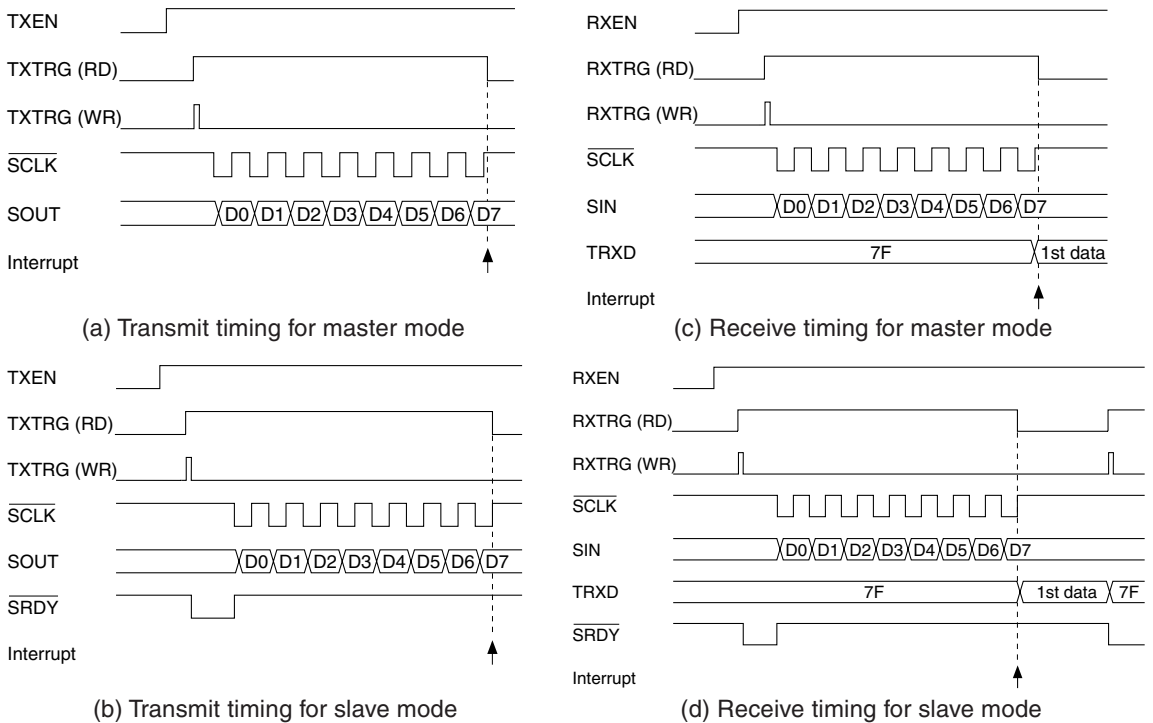 TXEN
TXTRG (RD)
TXTRG (WR)
SCLK
SOUT D0 D1 D2 D3 D4 D5 D6 D7
Interrupt
(a) Transmit timing for master mode
RXEN
RXTRG (RD)
RXTRG (WR)
SCLK
SIN D0 D1 D2 D3 D4 D5 D6 D7
TRXD 7F 1st data
Interrupt
(c) Receive timing for master mode
TXEN
TXTRG (RD)
TXTRG (WR)
SCLK
SOUT D0 D1 D2 D3 D4 D5 D6 D7
SRDY
Interrupt
(b) Transmit timing for slave mode
RXEN
RXTRG (RD)
RXTRG (WR)
SCLK
SIN D0 D1 D2 D3 D4 D5 D6 D7
TRXD 7F 1st data 7F
SRDY
Interrupt
(d) Receive timing for slave mode